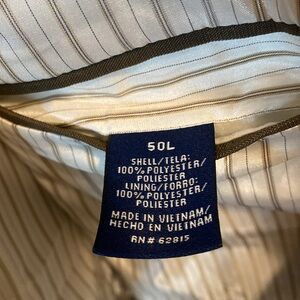 50L
SHELL/TELA:
100% POLYESTER/
POLIESTER
LINING/FORRO:
100% POLYESTER/
POLIESTER
MADE IN VIETNAM/
HECHO EN VIETNAM
RN# 62815